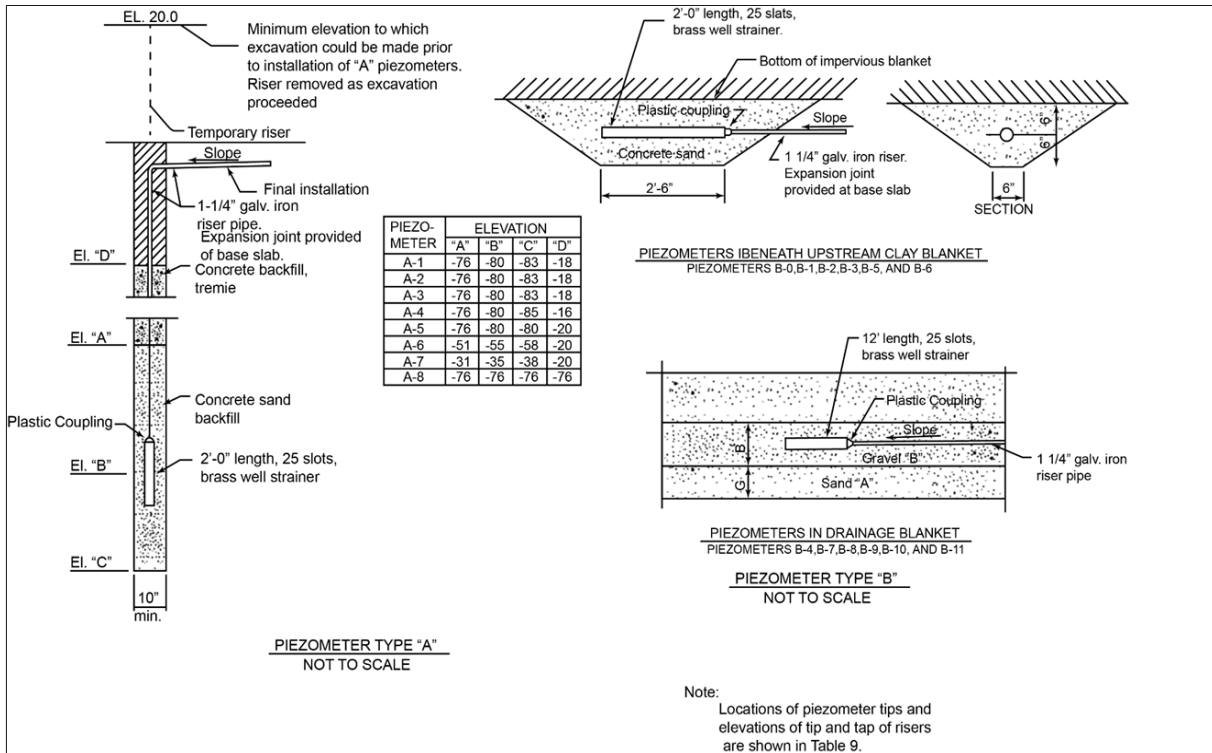 EL. 20.0
Minimum elevation to which
excavation could be made prior
to installation of “A” piezometers.
Riser removed as excavation
proceeded
Temporary riser
Slope
Final installation
1-1/4” galv. iron
riser pipe.
Expansion joint provided
of base slab.
El. “D”
Concrete backfill,
tremie
El. “A”
Concrete sand
backfill
Plastic Coupling
El. “B”
2’-0” length, 25 slots,
brass well strainer
El. “C”
10”
min.
PIEZOMETER TYPE “A”
NOT TO SCALE
PIEZO-METER ELEVATION
“A” “B” “C” “D”
A-1 -76 -80 -83 -18
A-2 -76 -80 -83 -18
A-3 -76 -80 -83 -18
A-4 -76 -80 -85 -16
A-5 -76 -80 -80 -20
A-6 -51 -55 -58 -20
A-7 -31 -35 -38 -20
A-8 -76 -76 -76 -76
2’-0” length, 25 slats,
brass well strainer.
Bottom of impervious blanket
Plastic coupling
Slope
Concrete sand
1 1/4” galv. iron riser.
Expansion joint
provided at base slab
2’-6”
6”
6”
6”
SECTION
PIEZOMETERS IBENEATH UPSTREAM CLAY BLANKET
PIEZOMETERS B-0,B-1,B-2,B-3,B-5, AND B-6
12’ length, 25 slots,
brass well strainer
Plastic Coupling
Slope
B
Gravel “B”
1 1/4” galv. iron
riser pipe
G
Sand “A”
PIEZOMETERS IN DRAINAGE BLANKET
PIEZOMETERS B-4,B-7,B-8,B-9,B-10, AND B-11
PIEZOMETER TYPE “B”
NOT TO SCALE
Note:
Locations of piezometer tips and
elevations of tip and tap of risers
are shown in Table 9.